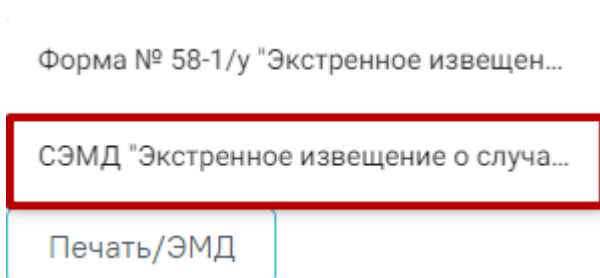 Форма № 58-1/у "Экстренное извещен...
СЭМД "Экстренное извещение о случа...
Печать/ЭМД